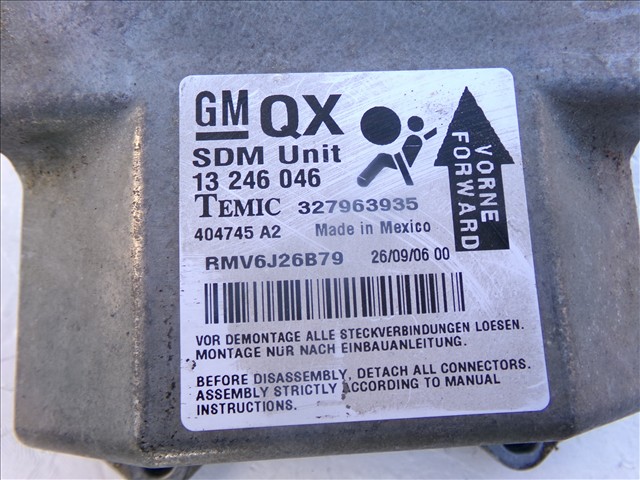 GM QX
SDM Unit
13 246 046
TEMIC 327963935
404745 A2 Made in Mexico
RMV6J26B79 26/09/06 00
VORNE
FORWARD
VOR DEMONTAGE ALLE STECKVERBINDUNGEN LOESEN.
MONTAGE NUR NACH EINBAUANLEITUNG.
BEFORE DISASSEMBLY, DETACH ALL CONNECTORS.
ASSEMBLY STRICTLY ACCORDING TO MANUAL
INSTRUCTIONS.